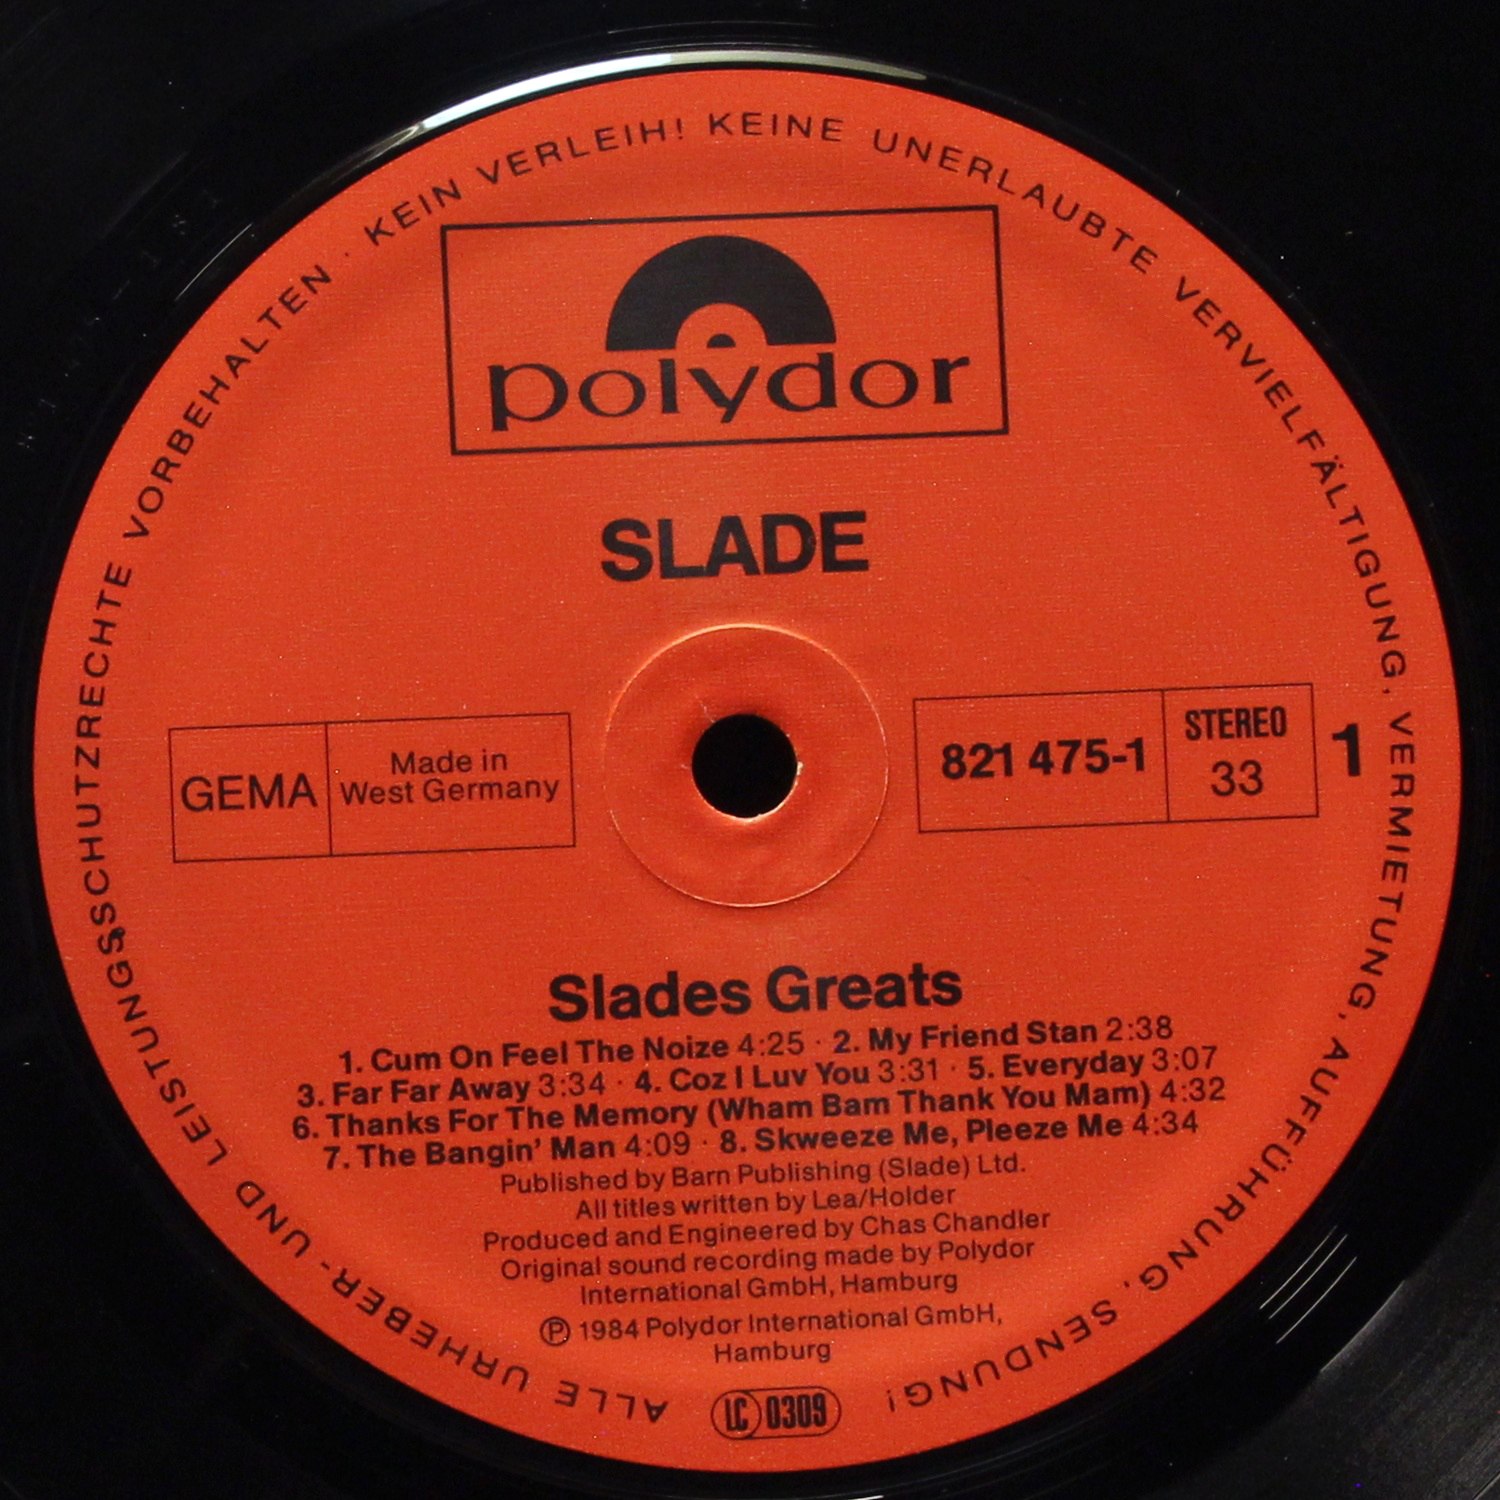 ALLE URHEBER- UND LEISTUNGSSCHUTZRECHTE VORBEHALTEN · KEIN VERLEIH! KEINE UNERLAUBTE VERVIELFÄLTIGUNG, VERMIETUNG, AUFFÜHRUNG, SENDUNG!
polydor
SLADE
GEMA
Made in
West Germany
821 475-1
STEREO
33
1
Slades Greats
1. Cum On Feel The Noize 4:25 · 2. My Friend Stan 2:38
3. Far Far Away 3:34 · 4. Coz I Luv You 3:31 · 5. Everyday 3:07
6. Thanks For The Memory (Wham Bam Thank You Mam) 4:32
7. The Bangin' Man 4:09 · 8. Skweeze Me, Pleeze Me 4:34
Published by Barn Publishing (Slade) Ltd.
All titles written by Lea/Holder
Produced and Engineered by Chas Chandler
Original sound recording made by Polydor
International GmbH, Hamburg
℗ 1984 Polydor International GmbH,
Hamburg
LC 0309